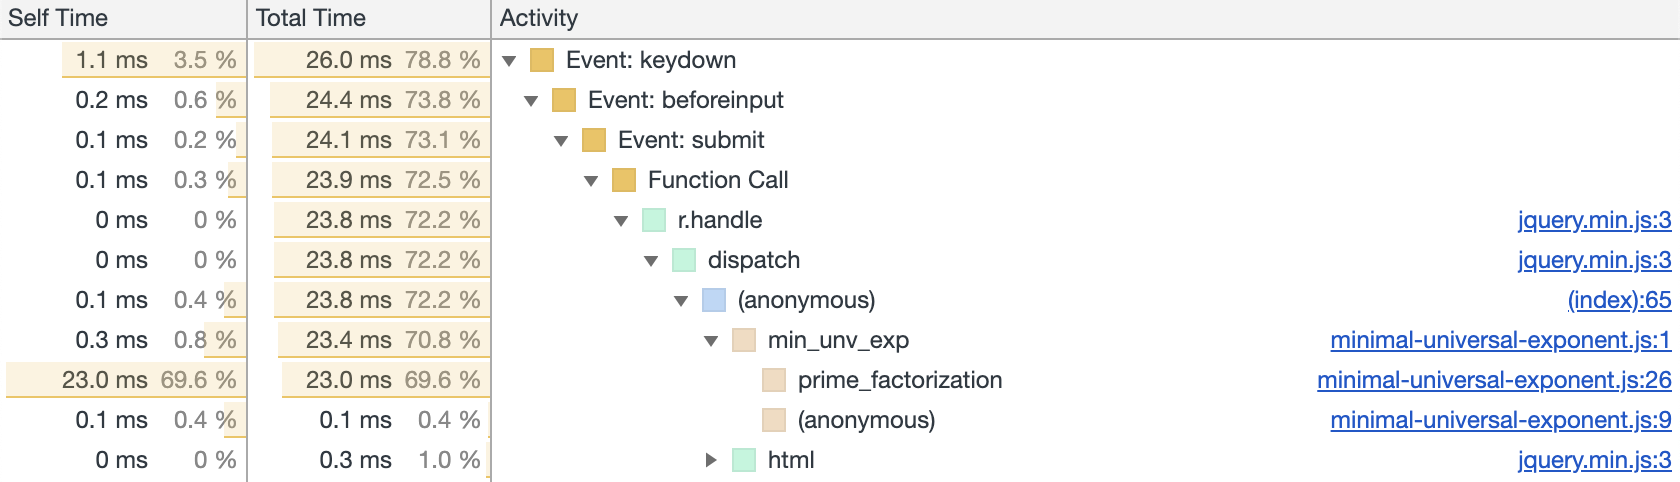 Self Time Total Time Activity
1.1 ms 3.5 % 26.0 ms 78.8 % Event: keydown
0.2 ms 0.6 % 24.4 ms 73.8 % Event: beforeinput
0.1 ms 0.2 % 24.1 ms 73.1 % Event: submit
0.1 ms 0.3 % 23.9 ms 72.5 % Function Call
0 ms 0 % 23.8 ms 72.2 % r.handle jquery.min.js:3
0 ms 0 % 23.8 ms 72.2 % dispatch jquery.min.js:3
0.1 ms 0.4 % 23.8 ms 72.2 % (anonymous) (index):65
0.3 ms 0.8 % 23.4 ms 70.8 % min_unv_exp minimal-universal-exponent.js:1
23.0 ms 69.6 % 23.0 ms 69.6 % prime_factorization minimal-universal-exponent.js:26
0.1 ms 0.4 % 0.1 ms 0.4 % (anonymous) minimal-universal-exponent.js:9
0 ms 0 % 0.3 ms 1.0 % html jquery.min.js:3